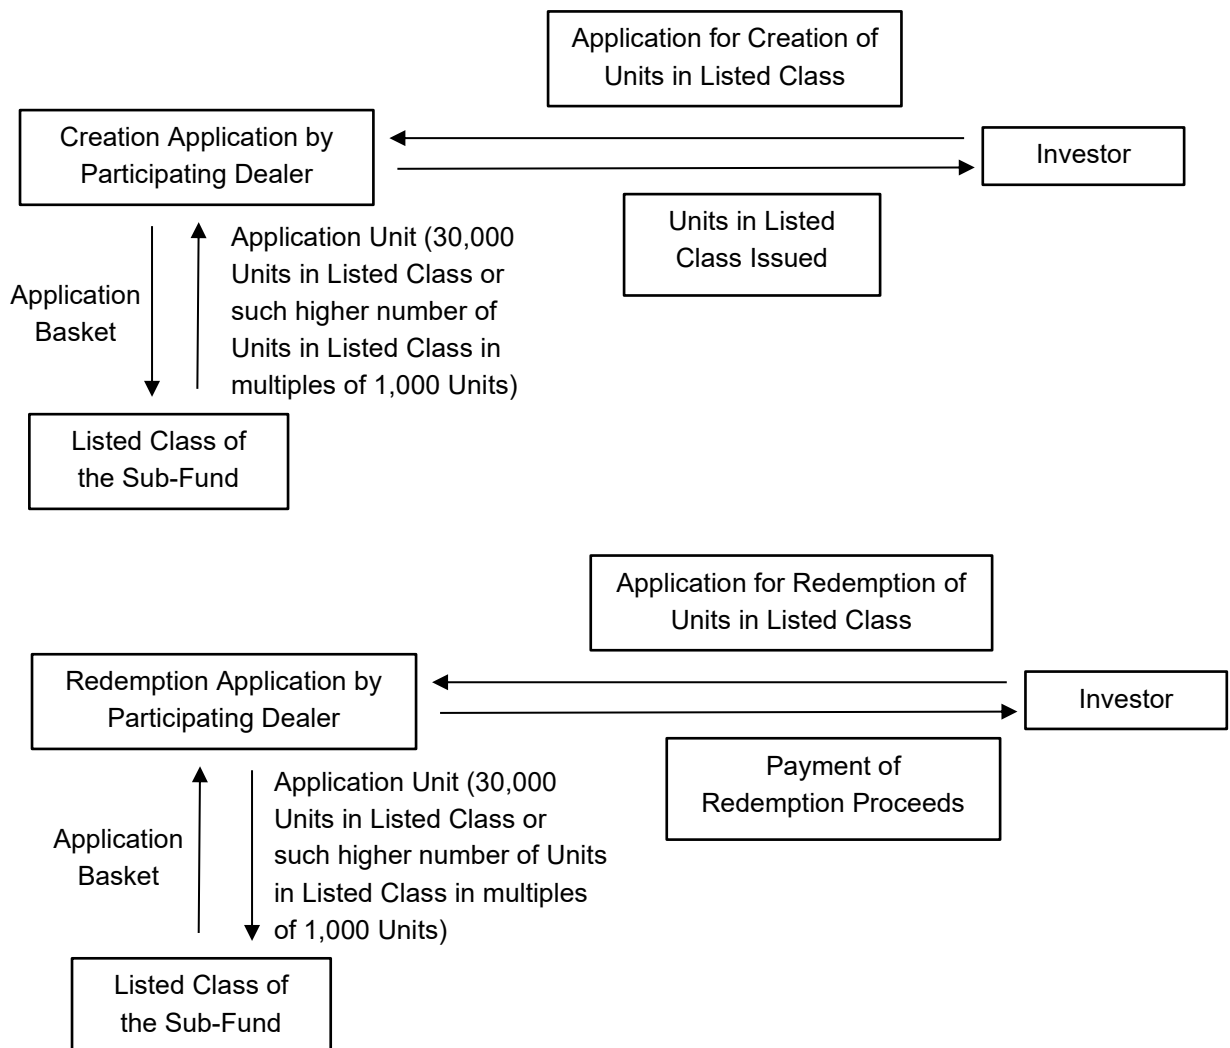 Application for Creation of
Units in Listed Class
Creation Application by
Participating Dealer
Investor
Units in Listed
Class Issued
Application Unit (30,000
Units in Listed Class or
such higher number of
Units in Listed Class in
multiples of 1,000 Units)
Application
Basket
Listed Class of
the Sub-Fund
Application for Redemption of
Units in Listed Class
Redemption Application by
Participating Dealer
Investor
Payment of
Redemption Proceeds
Application Unit (30,000
Units in Listed Class or
such higher number of Units
in Listed Class in multiples
of 1,000 Units)
Application
Basket
Listed Class of
the Sub-Fund